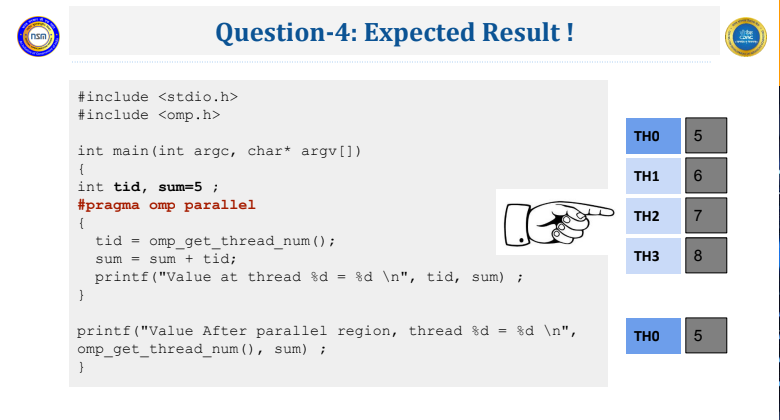 Question-4: Expected Result !
nsm
#include <stdio.h>
#include <omp.h>
int main(int argc, char* argv[])
{
int tid, sum=5 ;
#pragma omp parallel
{
tid = omp_get_thread_num();
sum = sum + tid;
printf("Value at thread %d = %d \n", tid, sum) ;
}
printf("Value After parallel region, thread %d = %d \n",
omp_get_thread_num(), sum) ;
}
TH0 5
TH1 6
TH2 7
TH3 8
TH0 5